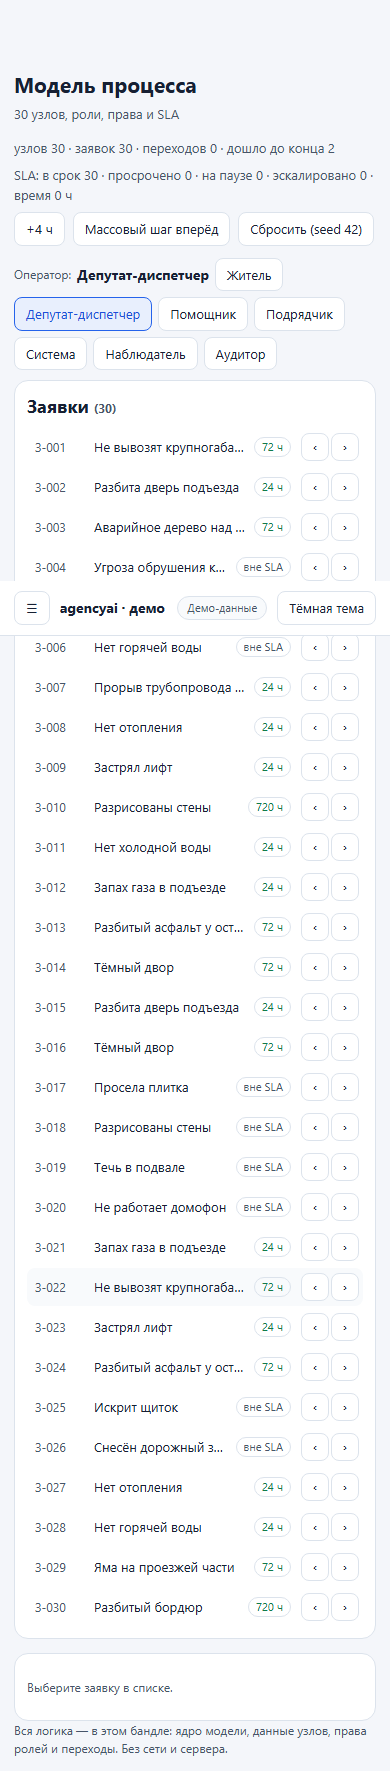 Модель процесса
30 узлов, роли, права и SLA
узлов 30 · заявок 30 · переходов 0 · дошло до конца 2
SLA: в срок 30 · просрочено 0 · на паузе 0 · эскалировано 0 ·
время 0 ч
+4 ч Массовый шаг вперёд Сбросить (seed 42)
Оператор: Депутат-диспетчер Житель
Депутат-диспетчер Помощник Подрядчик
Система Наблюдатель Аудитор
Заявки (30)
З-001 Не вывозят крупногаба... 72 ч ‹ ›
З-002 Разбита дверь подъезда 24 ч ‹ ›
З-003 Аварийное дерево над ... 72 ч ‹ ›
З-004 Угроза обрушения к... вне SLA ‹ ›
☰ agencyai · демо Демо-данные Тёмная тема
З-006 Нет горячей воды вне SLA ‹ ›
З-007 Прорыв трубопровода ... 24 ч ‹ ›
З-008 Нет отопления 24 ч ‹ ›
З-009 Застрял лифт 24 ч ‹ ›
З-010 Разрисованы стены 720 ч ‹ ›
З-011 Нет холодной воды 24 ч ‹ ›
З-012 Запах газа в подъезде 24 ч ‹ ›
З-013 Разбитый асфальт у ост... 72 ч ‹ ›
З-014 Тёмный двор 72 ч ‹ ›
З-015 Разбита дверь подъезда 24 ч ‹ ›
З-016 Тёмный двор 72 ч ‹ ›
З-017 Просела плитка вне SLA ‹ ›
З-018 Разрисованы стены вне SLA ‹ ›
З-019 Течь в подвале вне SLA ‹ ›
З-020 Не работает домофон вне SLA ‹ ›
З-021 Запах газа в подъезде 24 ч ‹ ›
З-022 Не вывозят крупногаба... 72 ч ‹ ›
З-023 Застрял лифт 24 ч ‹ ›
З-024 Разбитый асфальт у ост... 72 ч ‹ ›
З-025 Искрит щиток вне SLA ‹ ›
З-026 Снесён дорожный з... вне SLA ‹ ›
З-027 Нет отопления 24 ч ‹ ›
З-028 Нет горячей воды 24 ч ‹ ›
З-029 Яма на проезжей части 72 ч ‹ ›
З-030 Разбитый бордюр 720 ч ‹ ›
Выберите заявку в списке.
Вся логика — в этом бандле: ядро модели, данные узлов, права
ролей и переходы. Без сети и сервера.